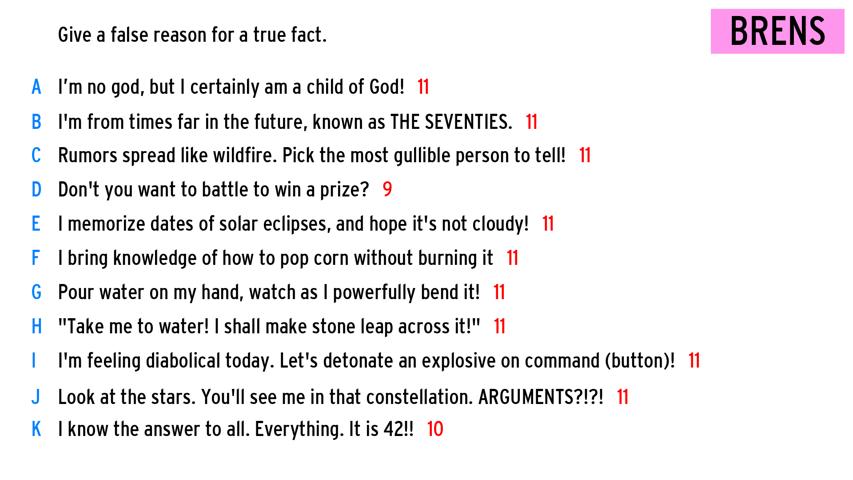 Give a false reason for a true fact.
BRENS
A I'm no god, but I certainly am a child of God! 11
B I'm from times far in the future, known as THE SEVENTIES. 11
C Rumors spread like wildfire. Pick the most gullible person to tell! 11
D Don't you want to battle to win a prize? 9
E I memorize dates of solar eclipses, and hope it's not cloudy! 11
F I bring knowledge of how to pop corn without burning it 11
G Pour water on my hand, watch as I powerfully bend it! 11
H "Take me to water! I shall make stone leap across it!" 11
I I'm feeling diabolical today. Let's detonate an explosive on command (button)! 11
J Look at the stars. You'll see me in that constellation. ARGUMENTS?!?! 11
K I know the answer to all. Everything. It is 42!! 10